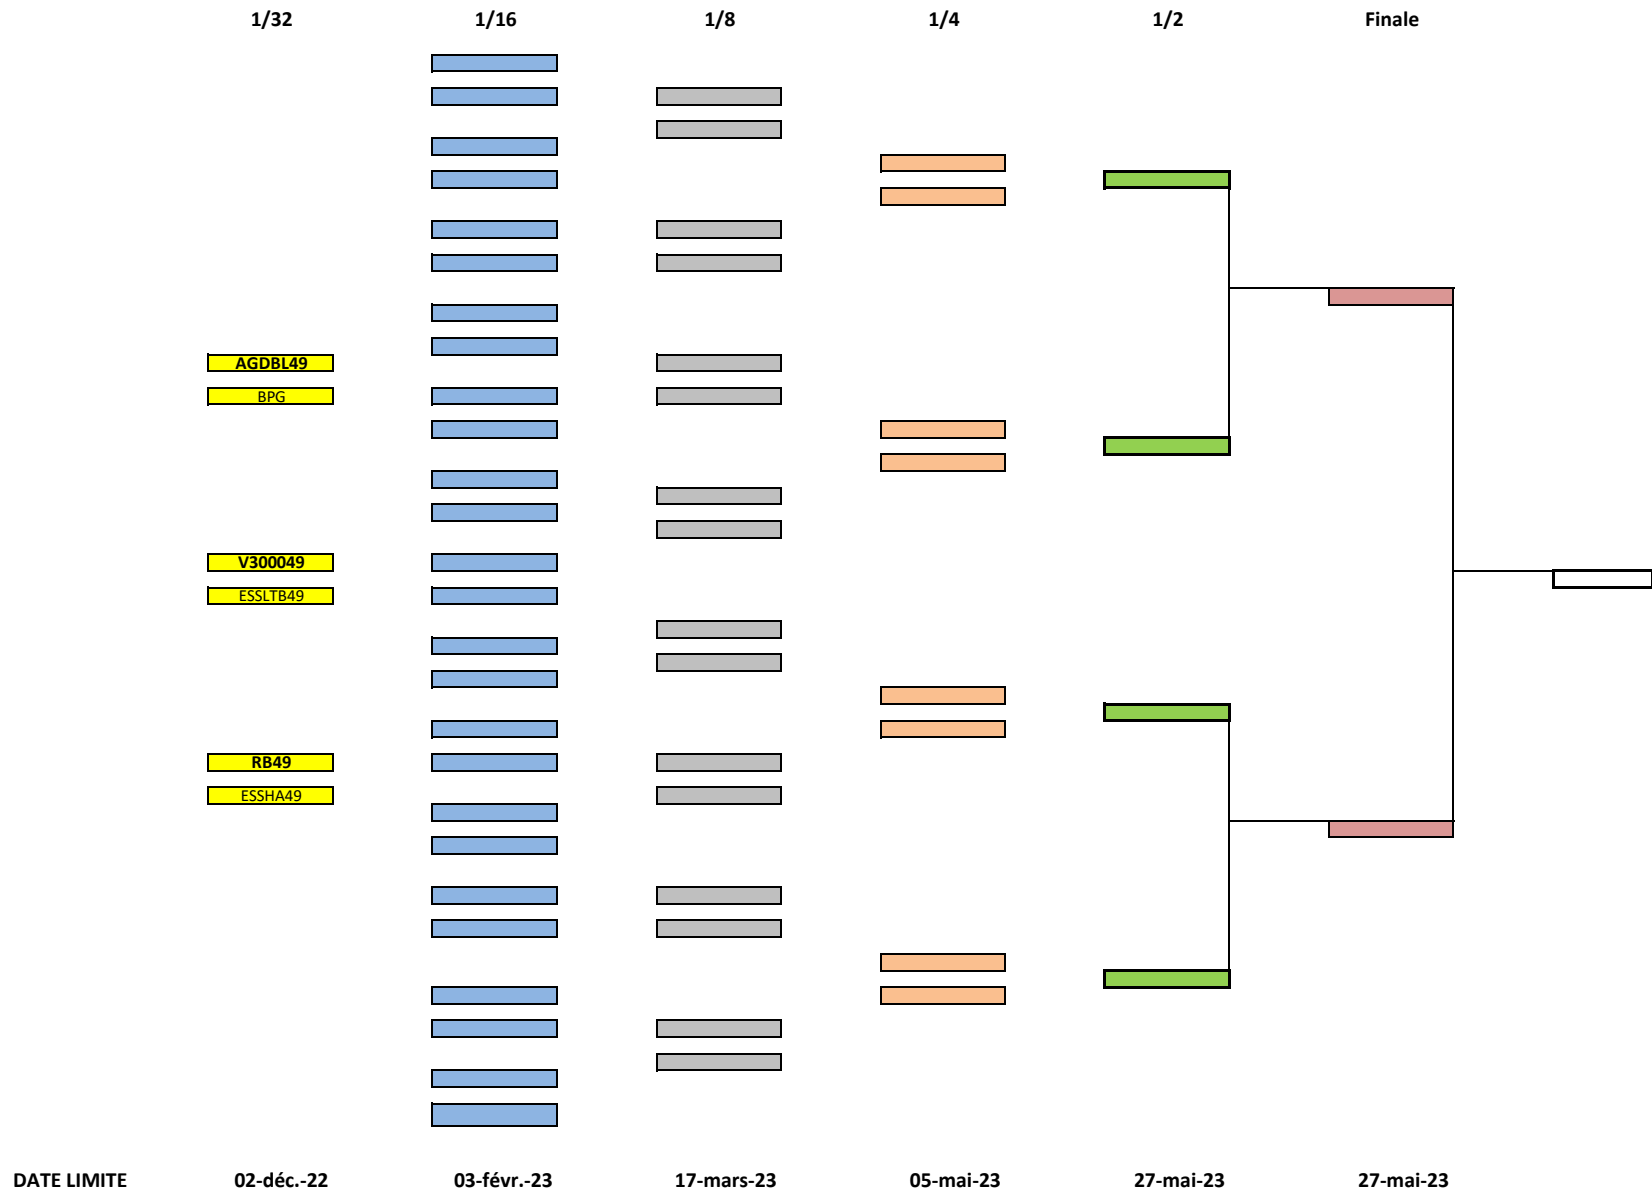 1/32 1/16 1/8 1/4 1/2 Finale
AGDBL49
BPG
V300049
ESSLTB49
RB49
ESSHA49
DATE LIMITE 02-déc.-22 03-févr.-23 17-mars-23 05-mai-23 27-mai-23 27-mai-23